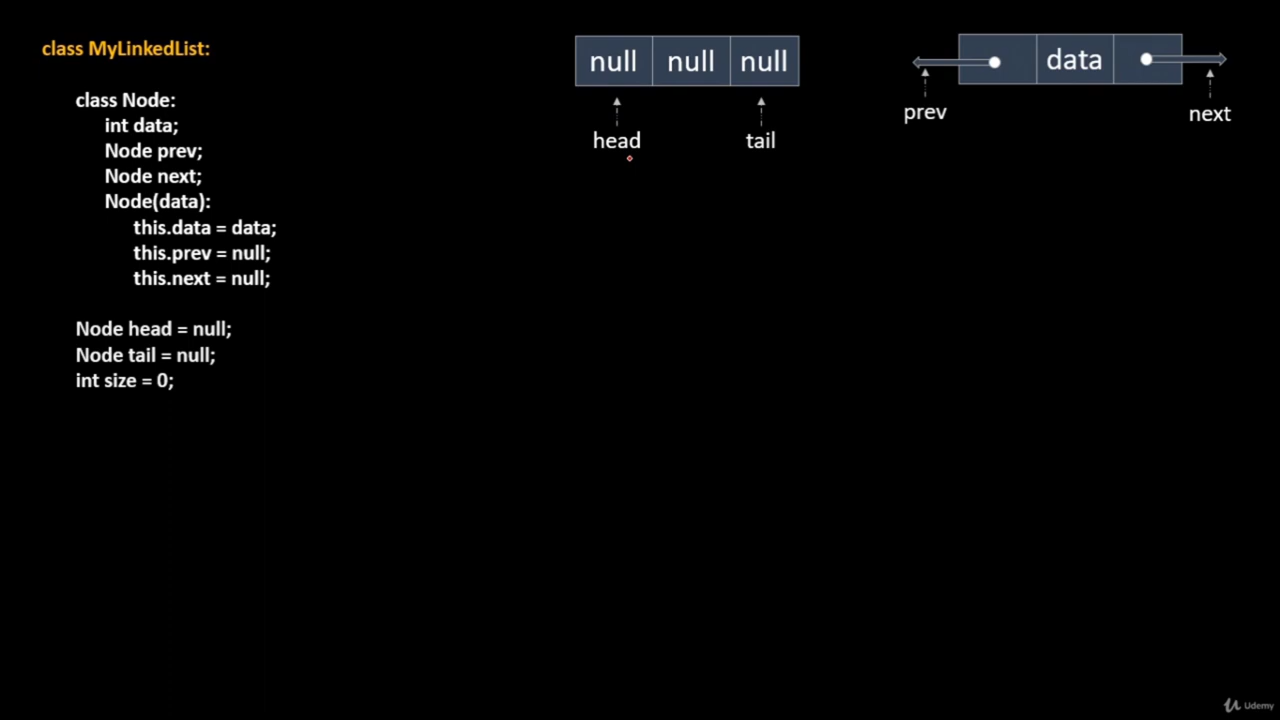 class MyLinkedList:
class Node:
int data;
Node prev;
Node next;
Node(data):
this.data = data;
this.prev = null;
this.next = null;
Node head = null;
Node tail = null;
int size = 0;
null null null
head tail
data
prev next
Udemy